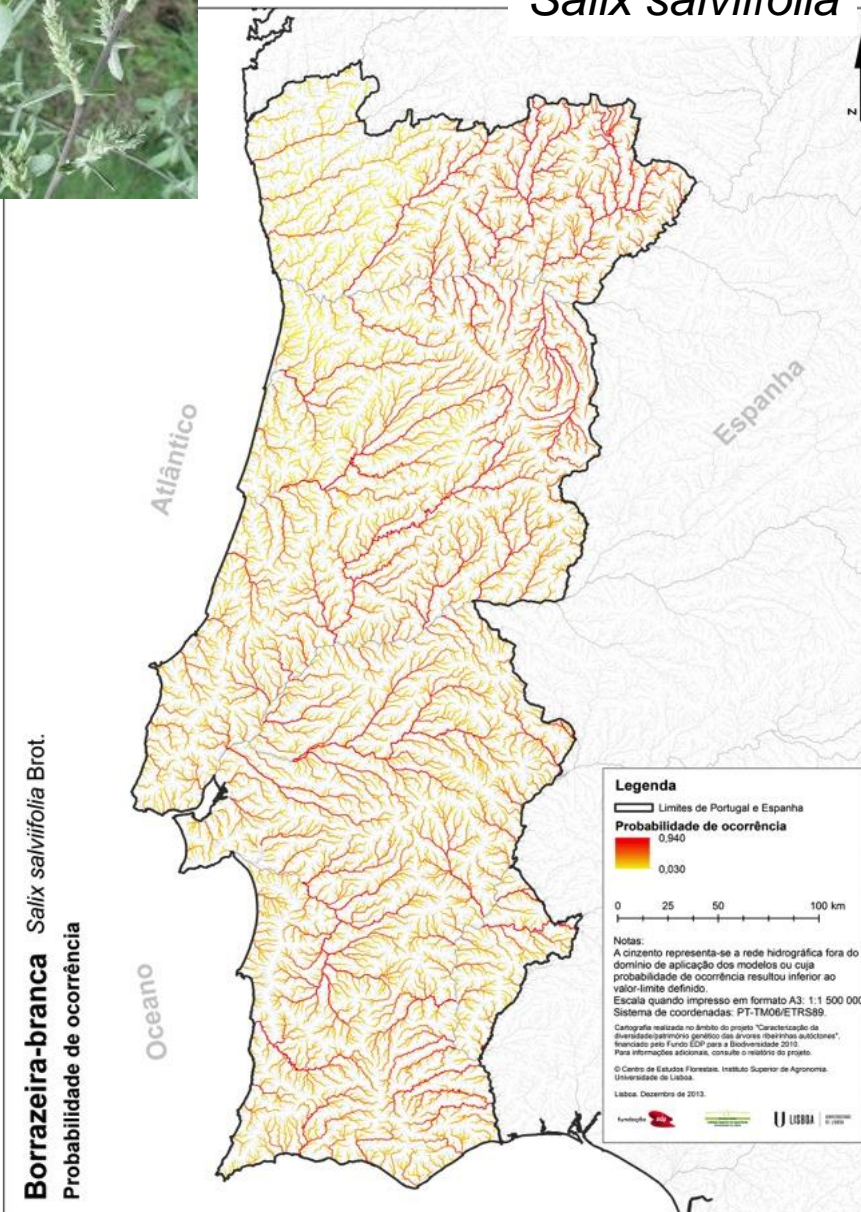 Salix salviifolia
N
Atlântico
Oceano
Espanha
Borrazeira-branca Salix salviifolia Brot.
Probabilidade de ocorrência
Legenda
Limites de Portugal e Espanha
Probabilidade de ocorrência
0,940
0,030
0 25 50 100 km
Notas:
A cinzento representa-se a rede hidrográfica fora do
domínio de aplicação dos modelos ou cuja
probabilidade de ocorrência resultou inferior ao
valor-limite definido.
Escala quando impresso em formato A3: 1:1 500 000
Sistema de coordenadas: PT-TM06/ETRS89.
Cartografia realizada no âmbito do projeto "Caracterização da
diversidade/património genético das árvores ribeirinhas autóctones",
financiado pelo Fundo EDP para a Biodiversidade 2010.
Para informações adicionais, consulte o relatório do projeto.
© Centro de Estudos Florestais. Instituto Superior de Agronomia.
Universidade de Lisboa.
Lisboa. Dezembro de 2013.
fundação edp
LISBOA